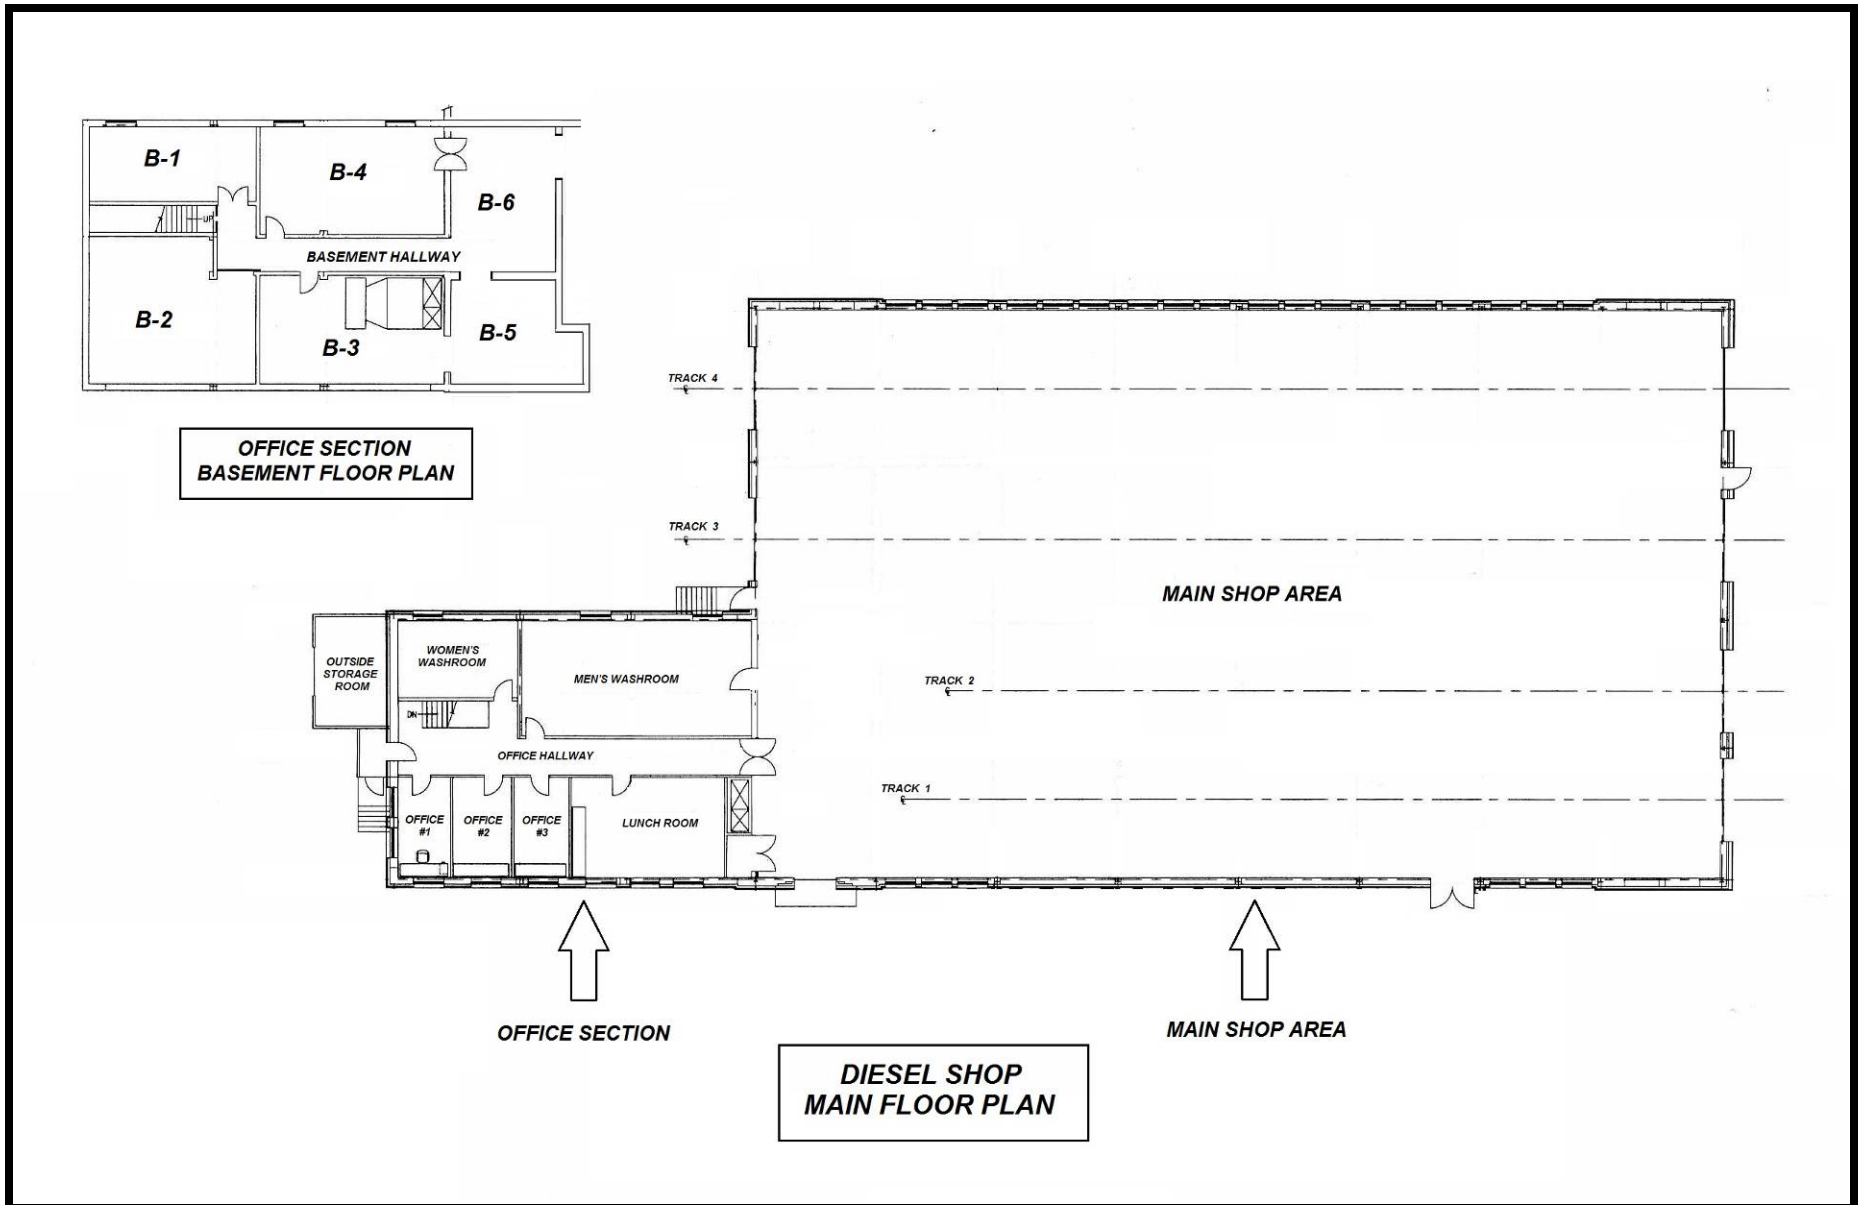 B-1
B-4
B-6
UP
BASEMENT HALLWAY
B-2
B-3
B-5
OFFICE SECTION
BASEMENT FLOOR PLAN
TRACK 4
TRACK 3
MAIN SHOP AREA
WOMEN'S
WASHROOM
OUTSIDE
STORAGE
ROOM
MEN'S WASHROOM
TRACK 2
DN
OFFICE HALLWAY
TRACK 1
OFFICE
#1
OFFICE
#2
OFFICE
#3
LUNCH ROOM
OFFICE SECTION
MAIN SHOP AREA
DIESEL SHOP
MAIN FLOOR PLAN